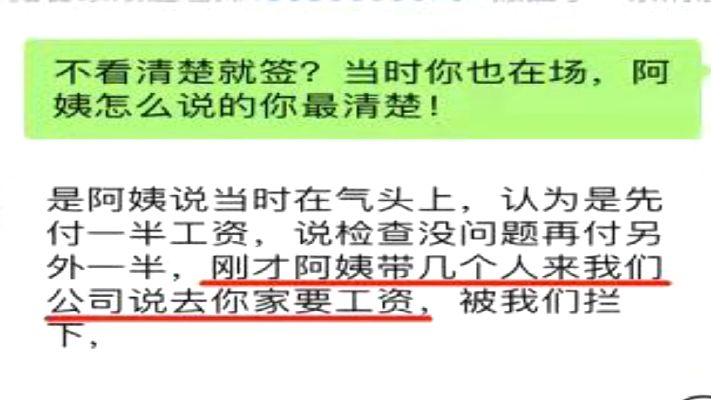 不看清楚就签？当时你也在场，阿
姨怎么说的你最清楚！
是阿姨说当时在气头上，认为是先
付一半工资，说检查没问题再付另
外一半，刚才阿姨带几个人来我们
公司说去你家要工资，被我们拦
下，